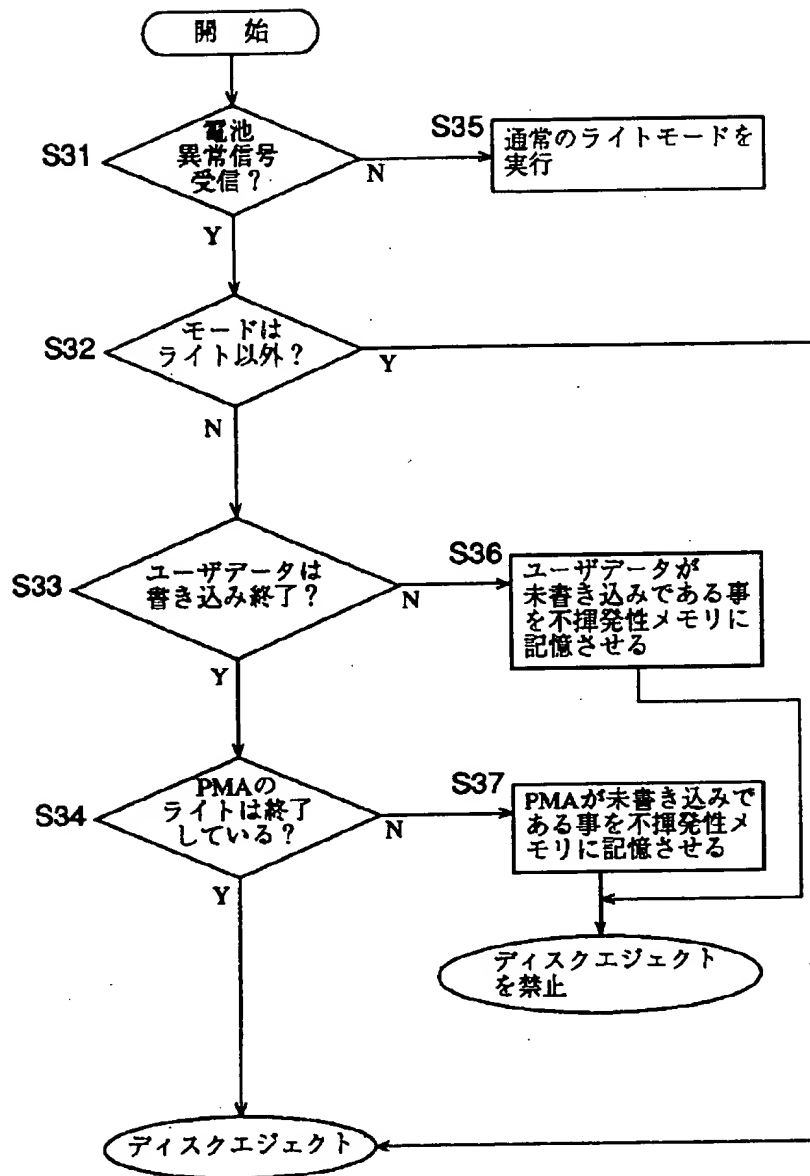 開 始
S31
電池
異常信号
受信?
N
Y
S35
通常のライトモードを
実行
S32
モードは
ライト以外?
Y
N
S33
ユーザデータは
書き込み終了?
N
Y
S36
ユーザデータが
未書き込みである事
を不揮発性メモリに
記憶させる
S34
PMAの
ライトは終了
している?
N
Y
S37
PMAが未書き込みで
ある事を不揮発性メ
モリに記憶させる
ディスクエジェクト
を禁止
ディスクエジェクト